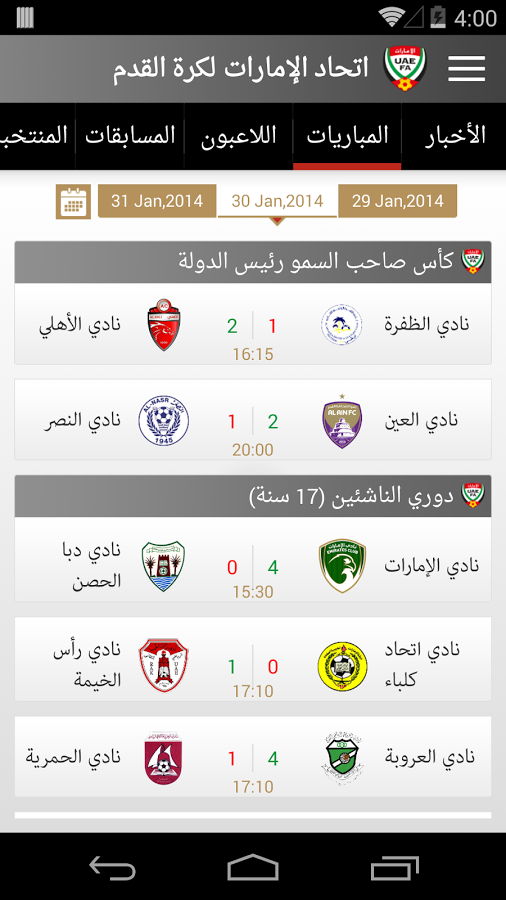 4:00
اتحاد الإمارات لكرة القدم
UAE FA
الأخبار
المباريات
اللاعبون
المسابقات
المنتخب
31 Jan,2014
30 Jan,2014
29 Jan,2014
كأس صاحب السمو رئيس الدولة
نادي الظفرة
1
2
نادي الأهلي
16:15
نادي العين
ALAIN FC
2
1
AL-NASR
1945
نادي النصر
20:00
دوري الناشئين (17 سنة)
نادي الإمارات
EMIRATES CLUB
4
0
نادي دبا
الحصن
15:30
نادي اتحاد
كلباء
0
1
نادي رأس
الخيمة
17:10
نادي العروبة
4
1
نادي الحمرية
17:10